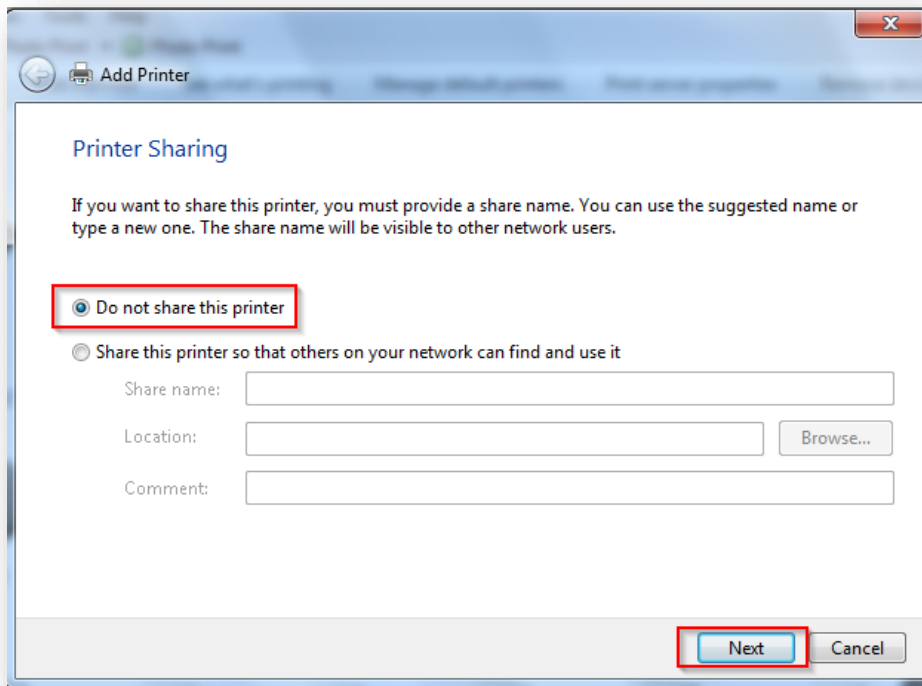 Add Printer
Printer Sharing
If you want to share this printer, you must provide a share name. You can use the suggested name or
type a new one. The share name will be visible to other network users.
Do not share this printer
Share this printer so that others on your network can find and use it
Share name:
Location:
Browse...
Comment:
Next
Cancel